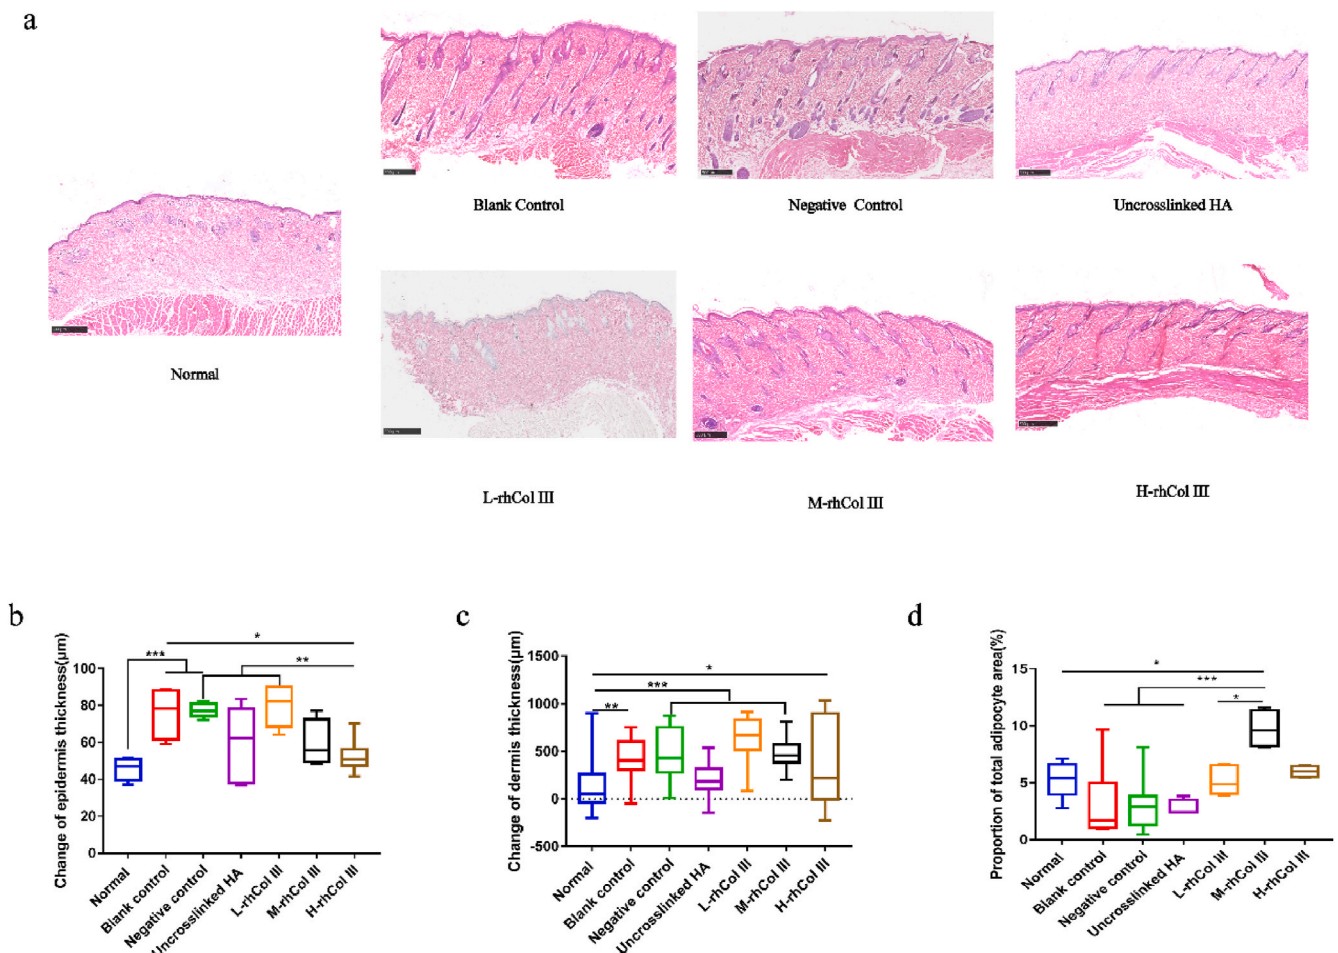 a
Blank Control
Negative Control
Uncrosslinked HA
Normal
L-rhCol III
M-rhCol III
H-rhCol III
b
Change of epidermis thickness(μm)
100
80
60
40
20
0
***
*
**
Normal
Blank control
Negative control
Uncrosslinked HA
L-rhCol III
M-rhCol III
H-rhCol III
c
Change of dermis thickness(μm)
1500
1000
500
0
-500
*
***
**
Normal
Blank control
Negative control
Uncrosslinked HA
L-rhCol III
M-rhCol III
H-rhCol III
d
Proportion of total adipocyte area(%)
15
10
5
0
*
***
*
Normal
Blank control
Negative control
Uncrosslinked HA
L-rhCol III
M-rhCol III
H-rhCol III